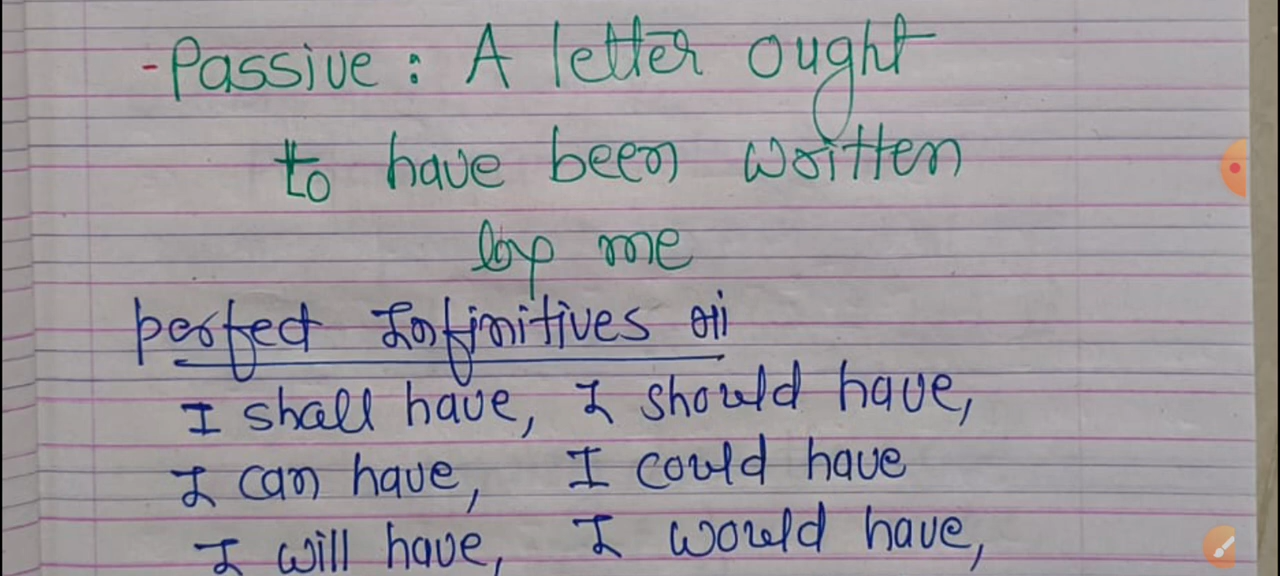 - Passive : A letter ought
to have been written
by me
Perfect Infinitives
I shall have, I should have,
I can have, I could have
I will have, I would have,